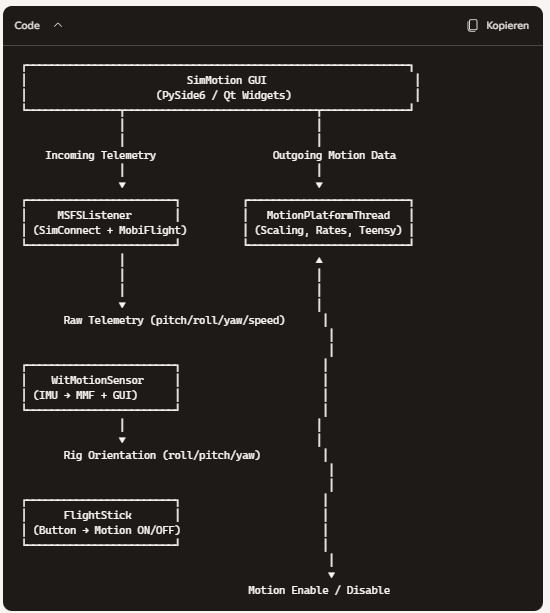 Code Kopieren
SimMotion GUI
(PySide6 / Qt Widgets)
Incoming Telemetry Outgoing Motion Data
MSFSListener MotionPlatformThread
(SimConnect + MobiFlight) (Scaling, Rates, Teensy)
Raw Telemetry (pitch/roll/yaw/speed)
WitMotionSensor
(IMU → MMF + GUI)
Rig Orientation (roll/pitch/yaw)
FlightStick
(Button → Motion ON/OFF)
Motion Enable / Disable